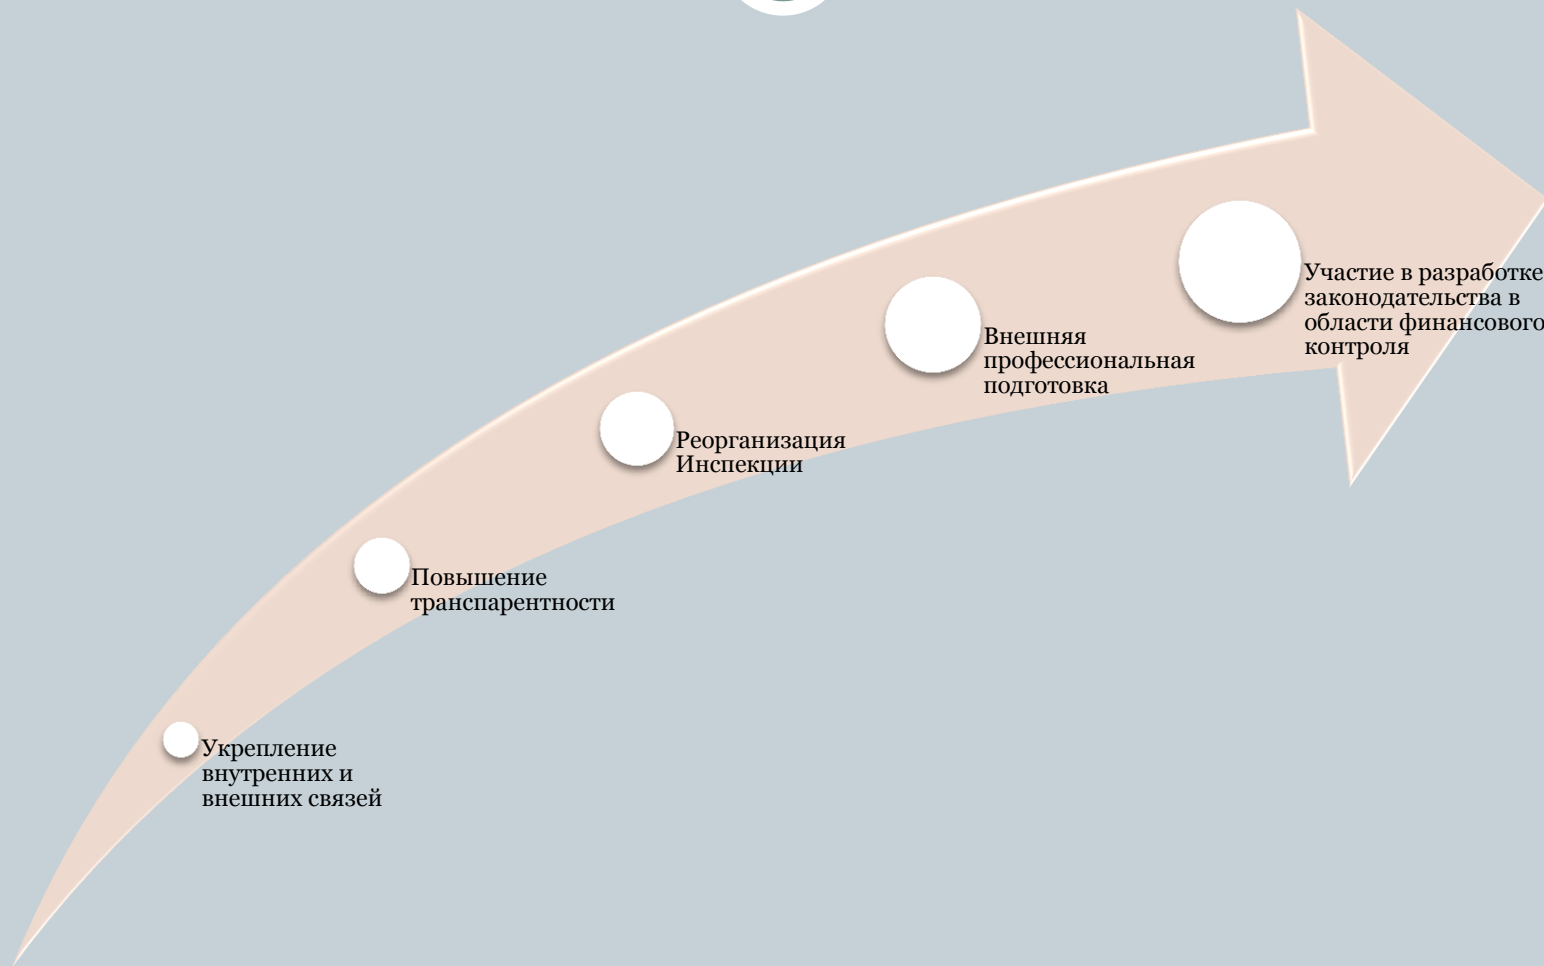 Участие в разработке
законодательства в
области финансового
контроля
Внешняя
профессиональная
подготовка
Реорганизация
Инспекции
Повышение
транспарентности
Укрепление
внутренних и
внешних связей